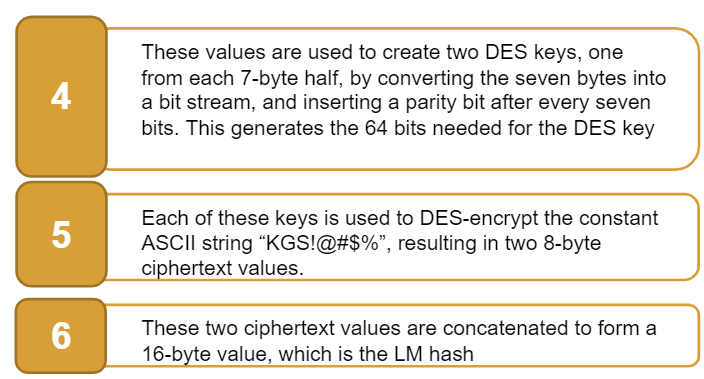 4
These values are used to create two DES keys, one
from each 7-byte half, by converting the seven bytes into
a bit stream, and inserting a parity bit after every seven
bits. This generates the 64 bits needed for the DES key
5
Each of these keys is used to DES-encrypt the constant
ASCII string “KGS!@#$%”, resulting in two 8-byte
ciphertext values.
6
These two ciphertext values are concatenated to form a
16-byte value, which is the LM hash